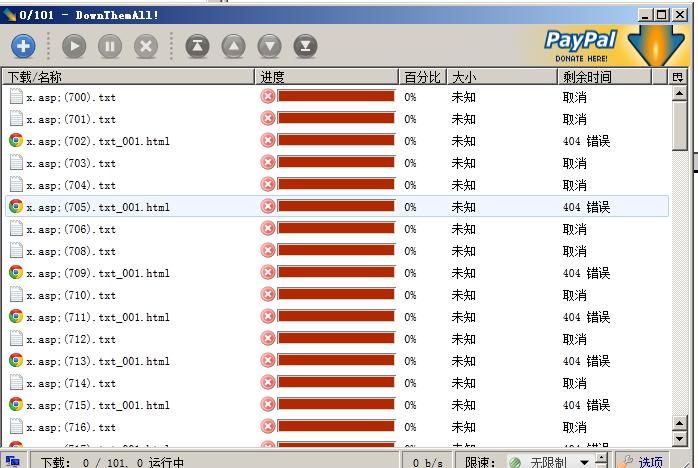 0/101 - DownThemAll!
PayPal
DONATE HERE!
下载/名称 进度 百分比 大小 剩余时间
x.asp;(700).txt 0% 未知 取消
x.asp;(701).txt 0% 未知 取消
x.asp;(702).txt_001.html 0% 未知 404 错误
x.asp;(703).txt 0% 未知 取消
x.asp;(704).txt 0% 未知 取消
x.asp;(705).txt_001.html 0% 未知 404 错误
x.asp;(706).txt 0% 未知 取消
x.asp;(708).txt 0% 未知 取消
x.asp;(709).txt_001.html 0% 未知 404 错误
x.asp;(710).txt 0% 未知 取消
x.asp;(711).txt_001.html 0% 未知 404 错误
x.asp;(712).txt 0% 未知 取消
x.asp;(713).txt_001.html 0% 未知 404 错误
x.asp;(714).txt 0% 未知 取消
x.asp;(715).txt_001.html 0% 未知 404 错误
x.asp;(716).txt 0% 未知 取消
下载: 0 / 101. 0 运行中 0 b/s 限速: 无限制 选项